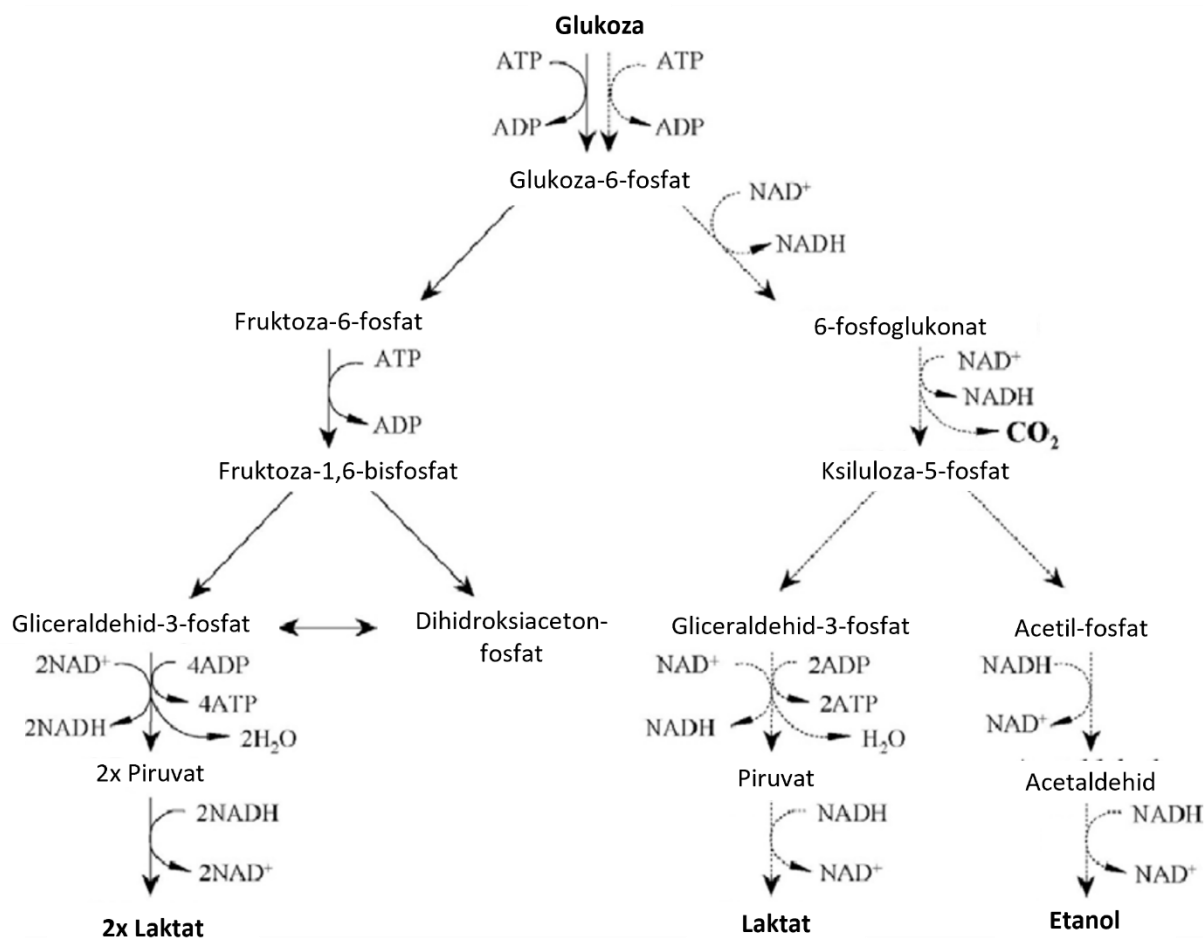 Glukoza
ATP
ATP
ADP
ADP
Glukoza-6-fosfat
NAD⁺
NADH
Fruktoza-6-fosfat
6-fosfoglukonat
ATP
ADP
NAD⁺
NADH
CO₂
Fruktoza-1,6-bisfosfat
Ksiluloza-5-fosfat
Gliceraldehid-3-fosfat
Dihidroksiaceton-
fosfat
Gliceraldehid-3-fosfat
Acetil-fosfat
2NAD⁺
4ADP
4ATP
2NADH
2H₂O
NAD⁺
2ADP
2ATP
NADH
H₂O
NADH
NAD⁺
2x Piruvat
Piruvat
Acetaldehid
2NADH
2NAD⁺
NADH
NAD⁺
NADH
NAD⁺
2x Laktat
Laktat
Etanol